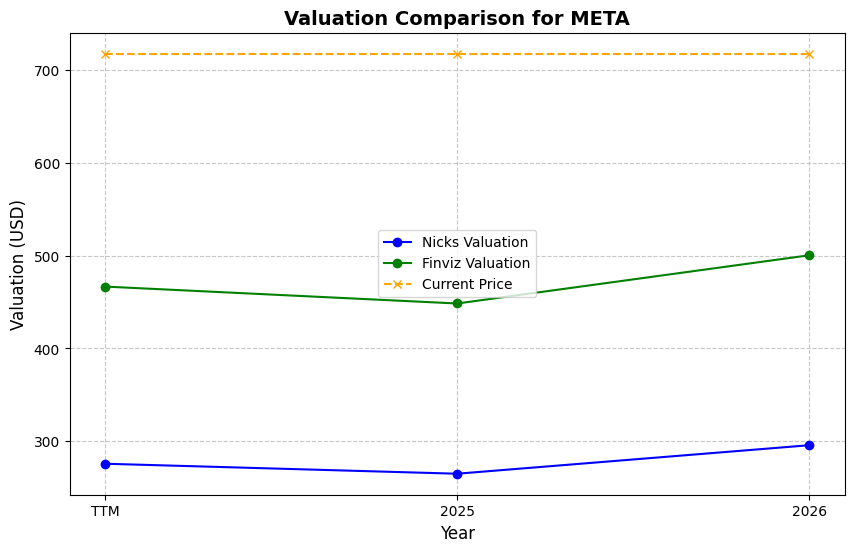 Valuation Comparison for META
Valuation (USD)
700
600
500
400
300
Nicks Valuation
Finviz Valuation
Current Price
TTM
2025
2026
Year